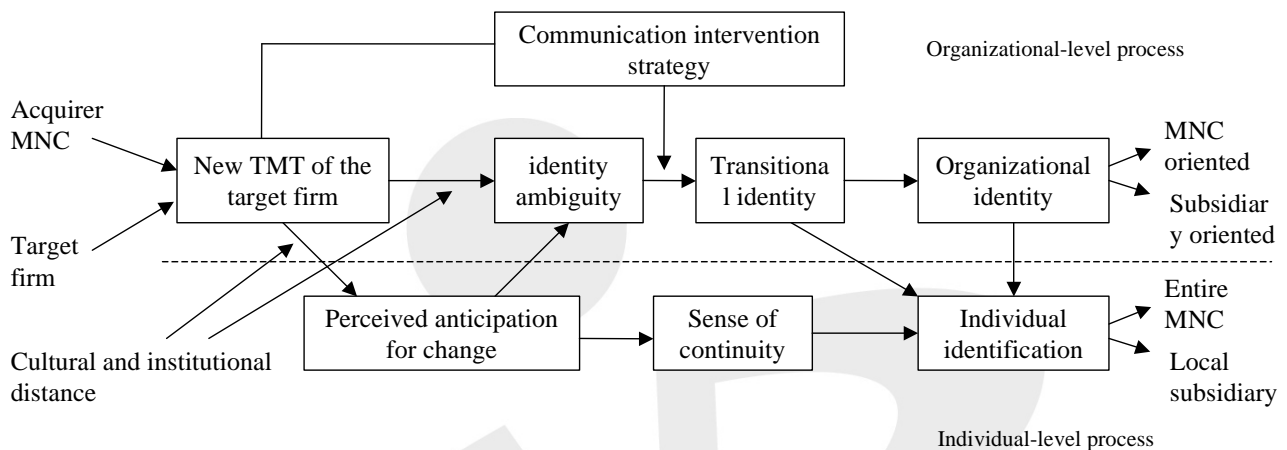 Communication intervention
strategy
Organizational-level process
Acquirer
MNC
New TMT of the
target firm
identity
ambiguity
Transitiona
l identity
Organizational
identity
MNC
oriented
Subsidiar
y oriented
Target
firm
Perceived anticipation
for change
Sense of
continuity
Individual
identification
Entire
MNC
Local
subsidiary
Cultural and institutional
distance
Individual-level process